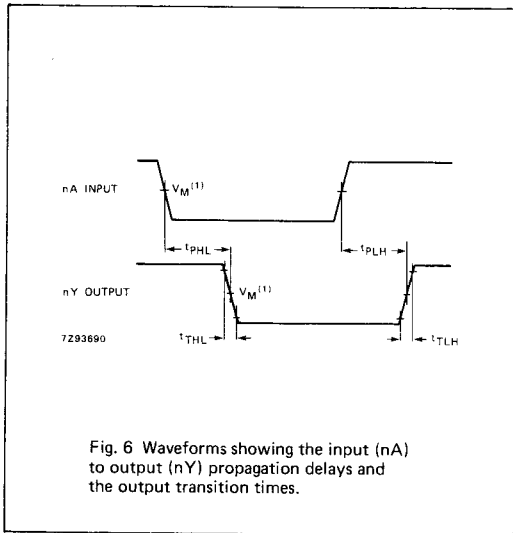 nA INPUT
VM(1)
tPHL
tPLH
nY OUTPUT
VM(1)
7Z93690
tTHL
tTLH
Fig. 6 Waveforms showing the input (nA)
to output (nY) propagation delays and
the output transition times.